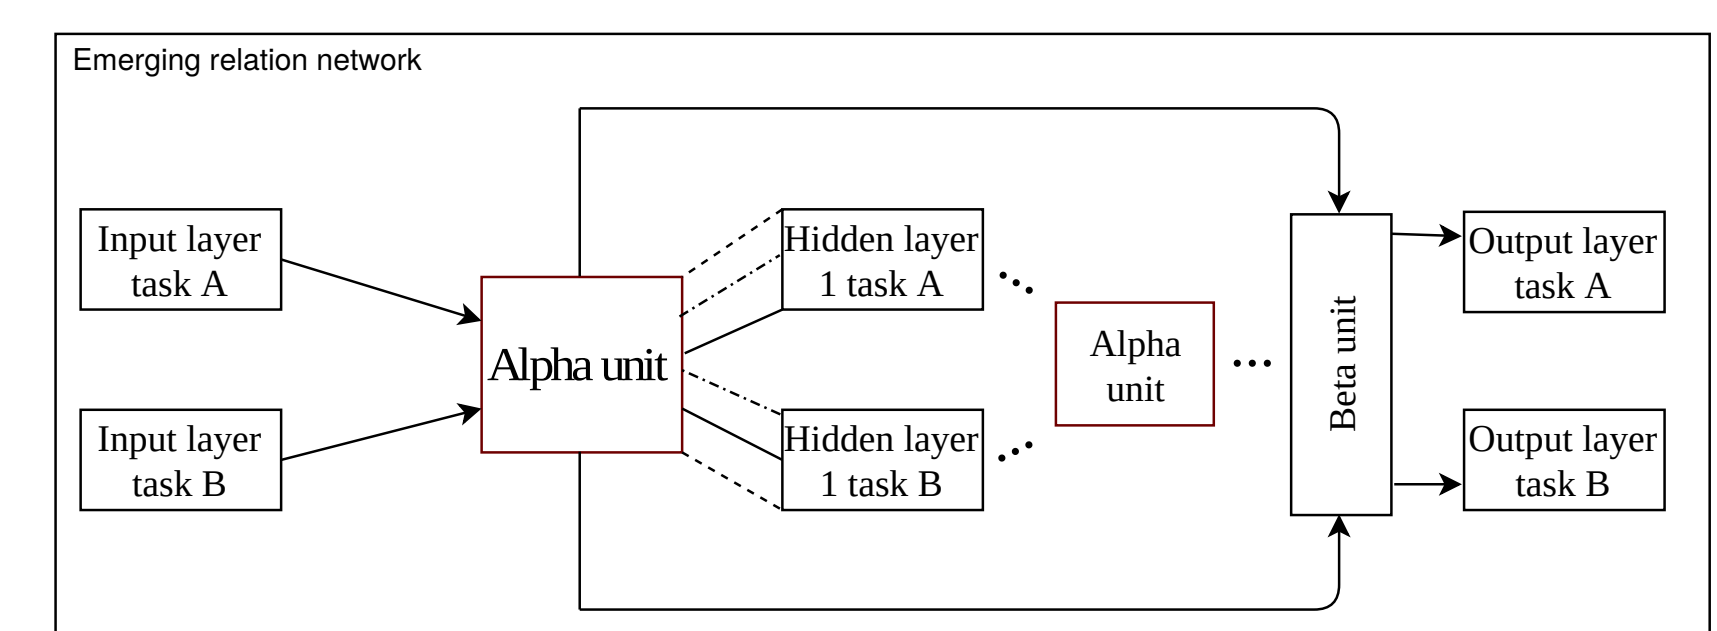 Emerging relation network
Input layer
task A
Input layer
task B
Alpha unit
Hidden layer
1 task A
Hidden layer
1 task B
Alpha
unit
Beta unit
Output layer
task A
Output layer
task B